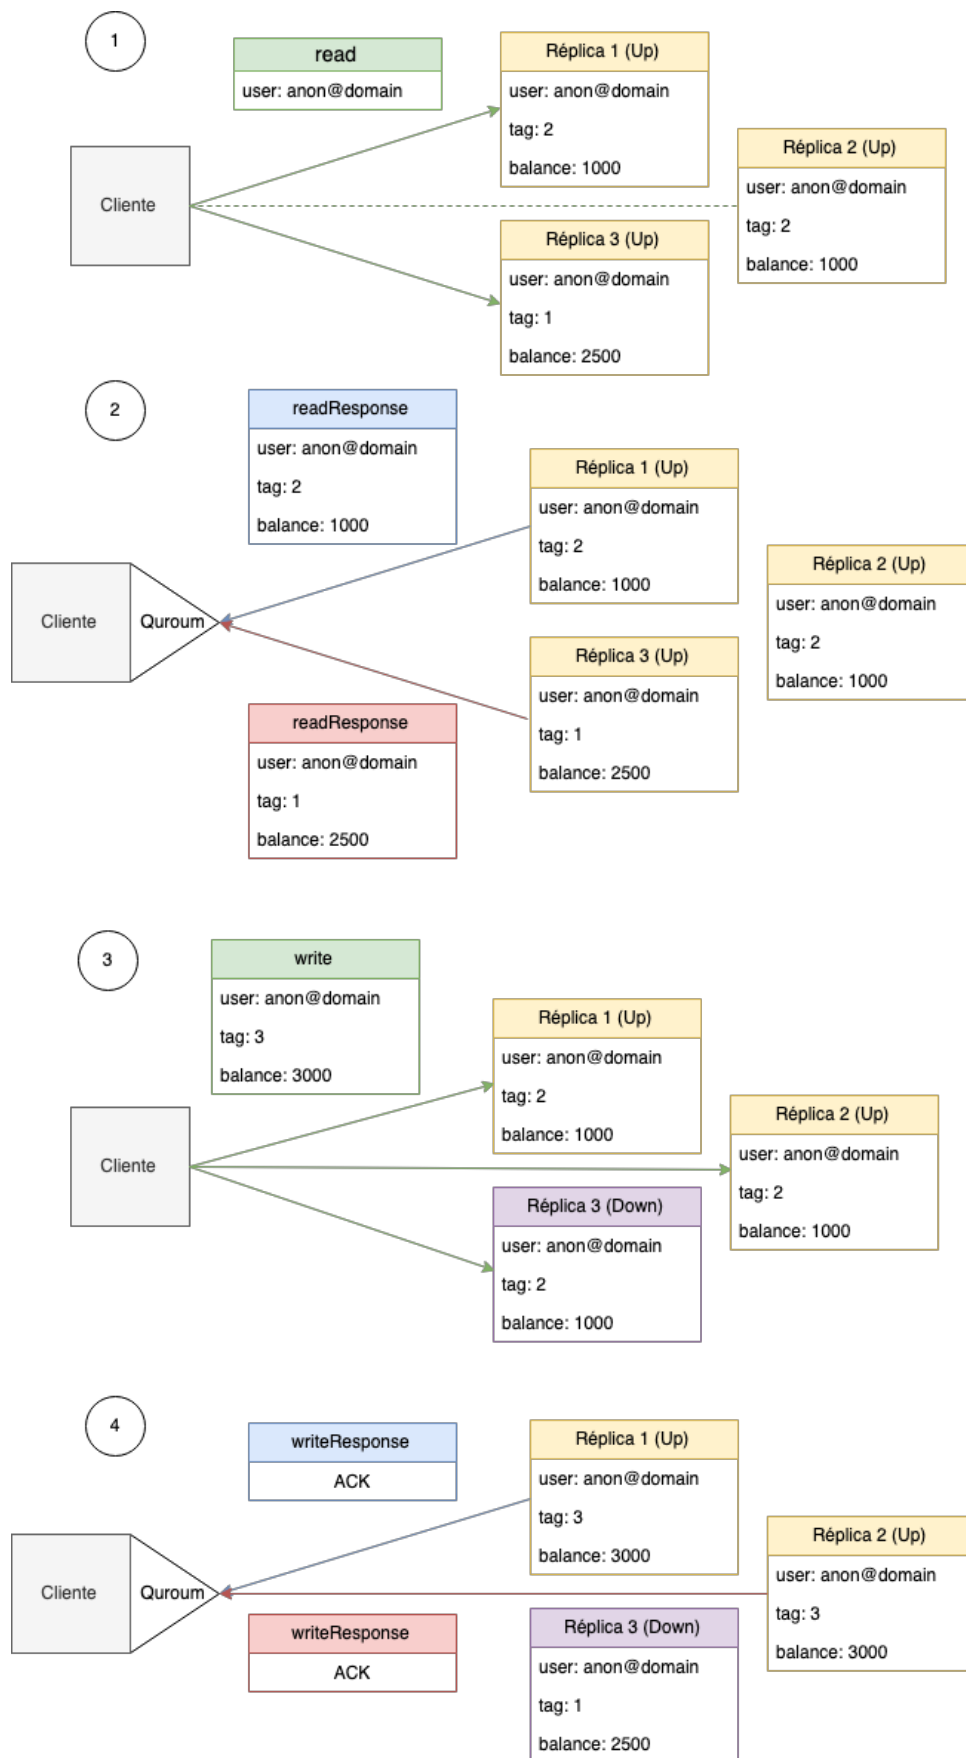 1
read
user: anon@domain
Cliente
Réplica 1 (Up)
user: anon@domain
tag: 2
balance: 1000
Réplica 2 (Up)
user: anon@domain
tag: 2
balance: 1000
Réplica 3 (Up)
user: anon@domain
tag: 1
balance: 2500
2
readResponse
user: anon@domain
tag: 2
balance: 1000
Réplica 1 (Up)
user: anon@domain
tag: 2
balance: 1000
Réplica 2 (Up)
user: anon@domain
tag: 2
balance: 1000
Cliente
Quroum
Réplica 3 (Up)
user: anon@domain
tag: 1
balance: 2500
readResponse
user: anon@domain
tag: 1
balance: 2500
3
write
user: anon@domain
tag: 3
balance: 3000
Réplica 1 (Up)
user: anon@domain
tag: 2
balance: 1000
Cliente
Réplica 2 (Up)
user: anon@domain
tag: 2
balance: 1000
Réplica 3 (Down)
user: anon@domain
tag: 2
balance: 1000
4
writeResponse
ACK
Réplica 1 (Up)
user: anon@domain
tag: 3
balance: 3000
Cliente
Quroum
Réplica 2 (Up)
user: anon@domain
tag: 3
balance: 3000
writeResponse
ACK
Réplica 3 (Down)
user: anon@domain
tag: 1
balance: 2500